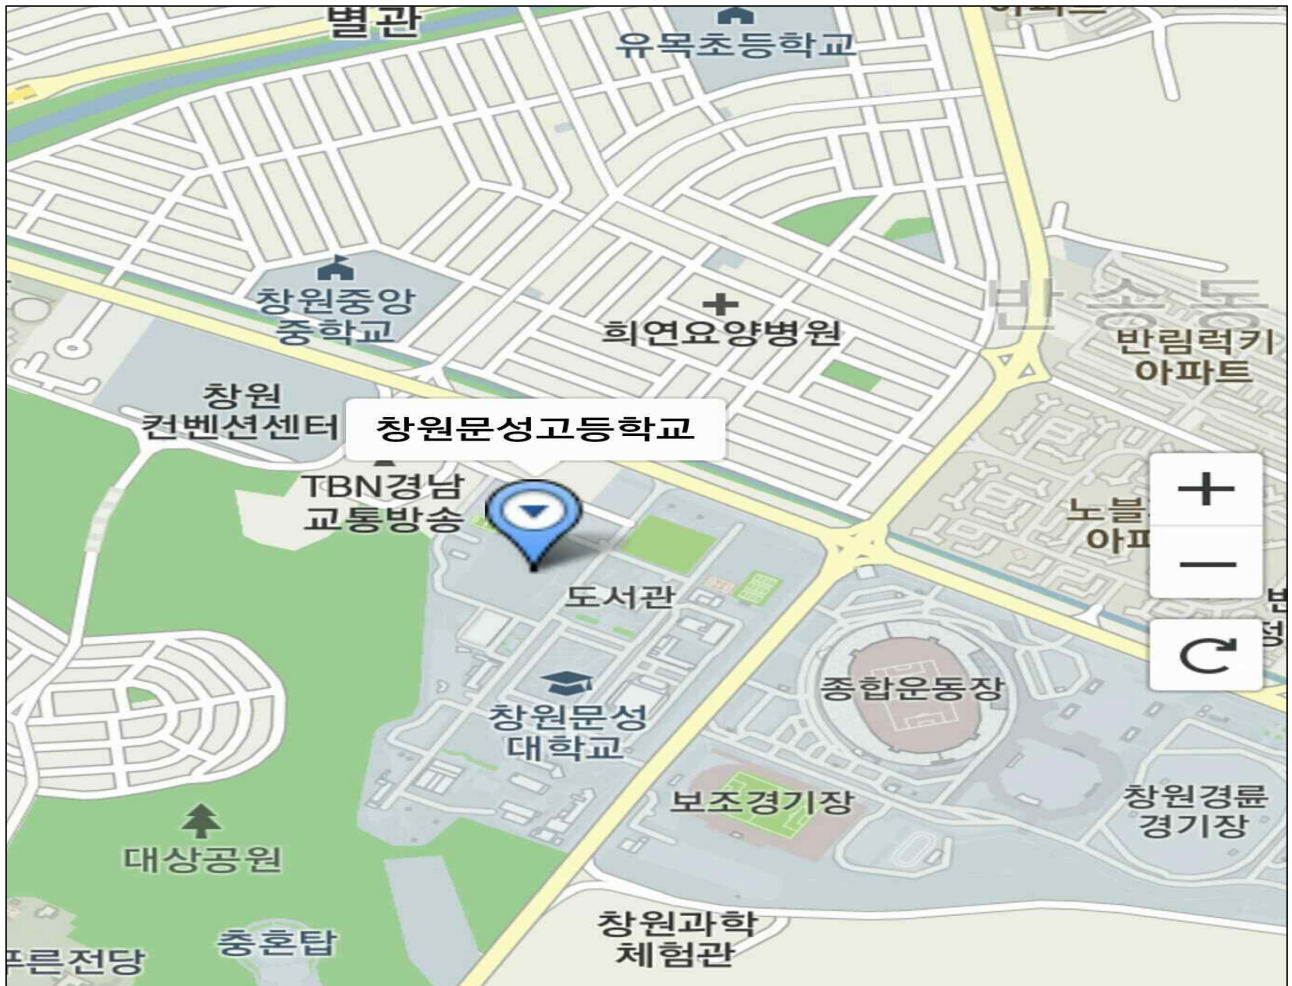 별관
유목초등학교
아파트
창원중앙
중학교
희연요양병원
반송동
반림럭키
아파트
창원
컨벤션센터
창원문성고등학교
TBN경남
교통방송
노블
아파
도서관
종합운동장
창원문성
대학교
보조경기장
창원경륜
경기장
대상공원
충혼탑
푸른전당
창원과학
체험관